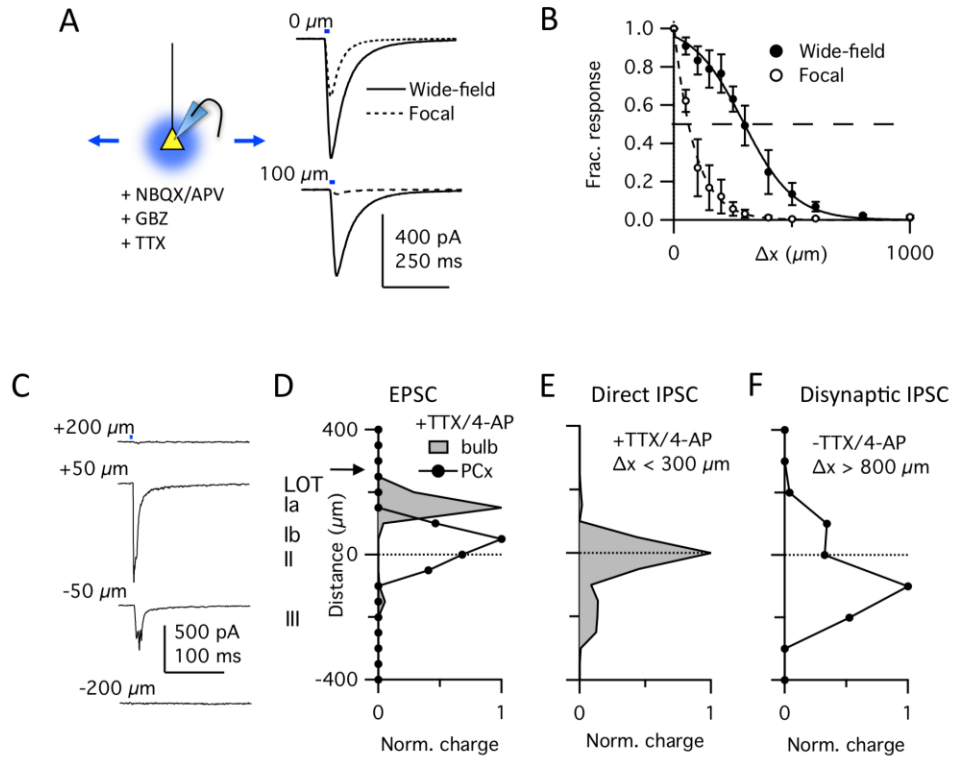 A
0 µm
Wide-field
Focal
100 µm
+ NBQX/APV
+ GBZ
+ TTX
400 pA
250 ms
B
Frac. response
1.0
0.8
0.6
0.4
0.2
0.0
Wide-field
Focal
0
Δx (µm)
1000
C
+200 µm
+50 µm
-50 µm
500 pA
100 ms
-200 µm
D
EPSC
+TTX/4-AP
bulb
PCx
400
LOT
Ia
Ib
II
III
0
-400
Distance (µm)
0
1
Norm. charge
E
Direct IPSC
+TTX/4-AP
Δx < 300 µm
0
1
Norm. charge
F
Disynaptic IPSC
-TTX/4-AP
Δx > 800 µm
0
1
Norm. charge